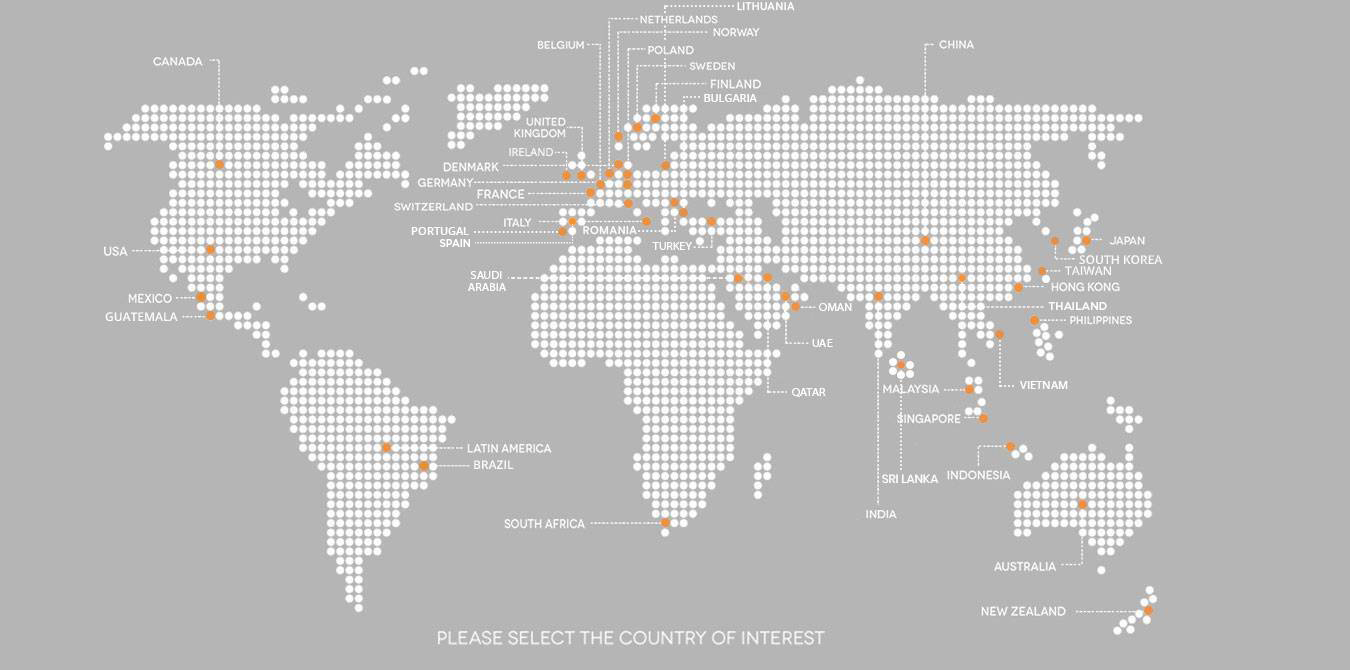 LITHUANIA
NETHERLANDS
NORWAY
BELGIUM
POLAND
CHINA
CANADA
SWEDEN
FINLAND
BULGARIA
UNITED
KINGDOM
IRELAND
DENMARK
GERMANY
FRANCE
SWITZERLAND
ITALY
PORTUGAL
ROMANIA
SPAIN
TURKEY
USA
JAPAN
SOUTH KOREA
TAIWAN
SAUDI
ARABIA
HONG KONG
MEXICO
OMAN
THAILAND
GUATEMALA
PHILIPPINES
UAE
VIETNAM
MALAYSIA
QATAR
SINGAPORE
LATIN AMERICA
BRAZIL
INDONESIA
SRI LANKA
INDIA
SOUTH AFRICA
AUSTRALIA
NEW ZEALAND
PLEASE SELECT THE COUNTRY OF INTEREST